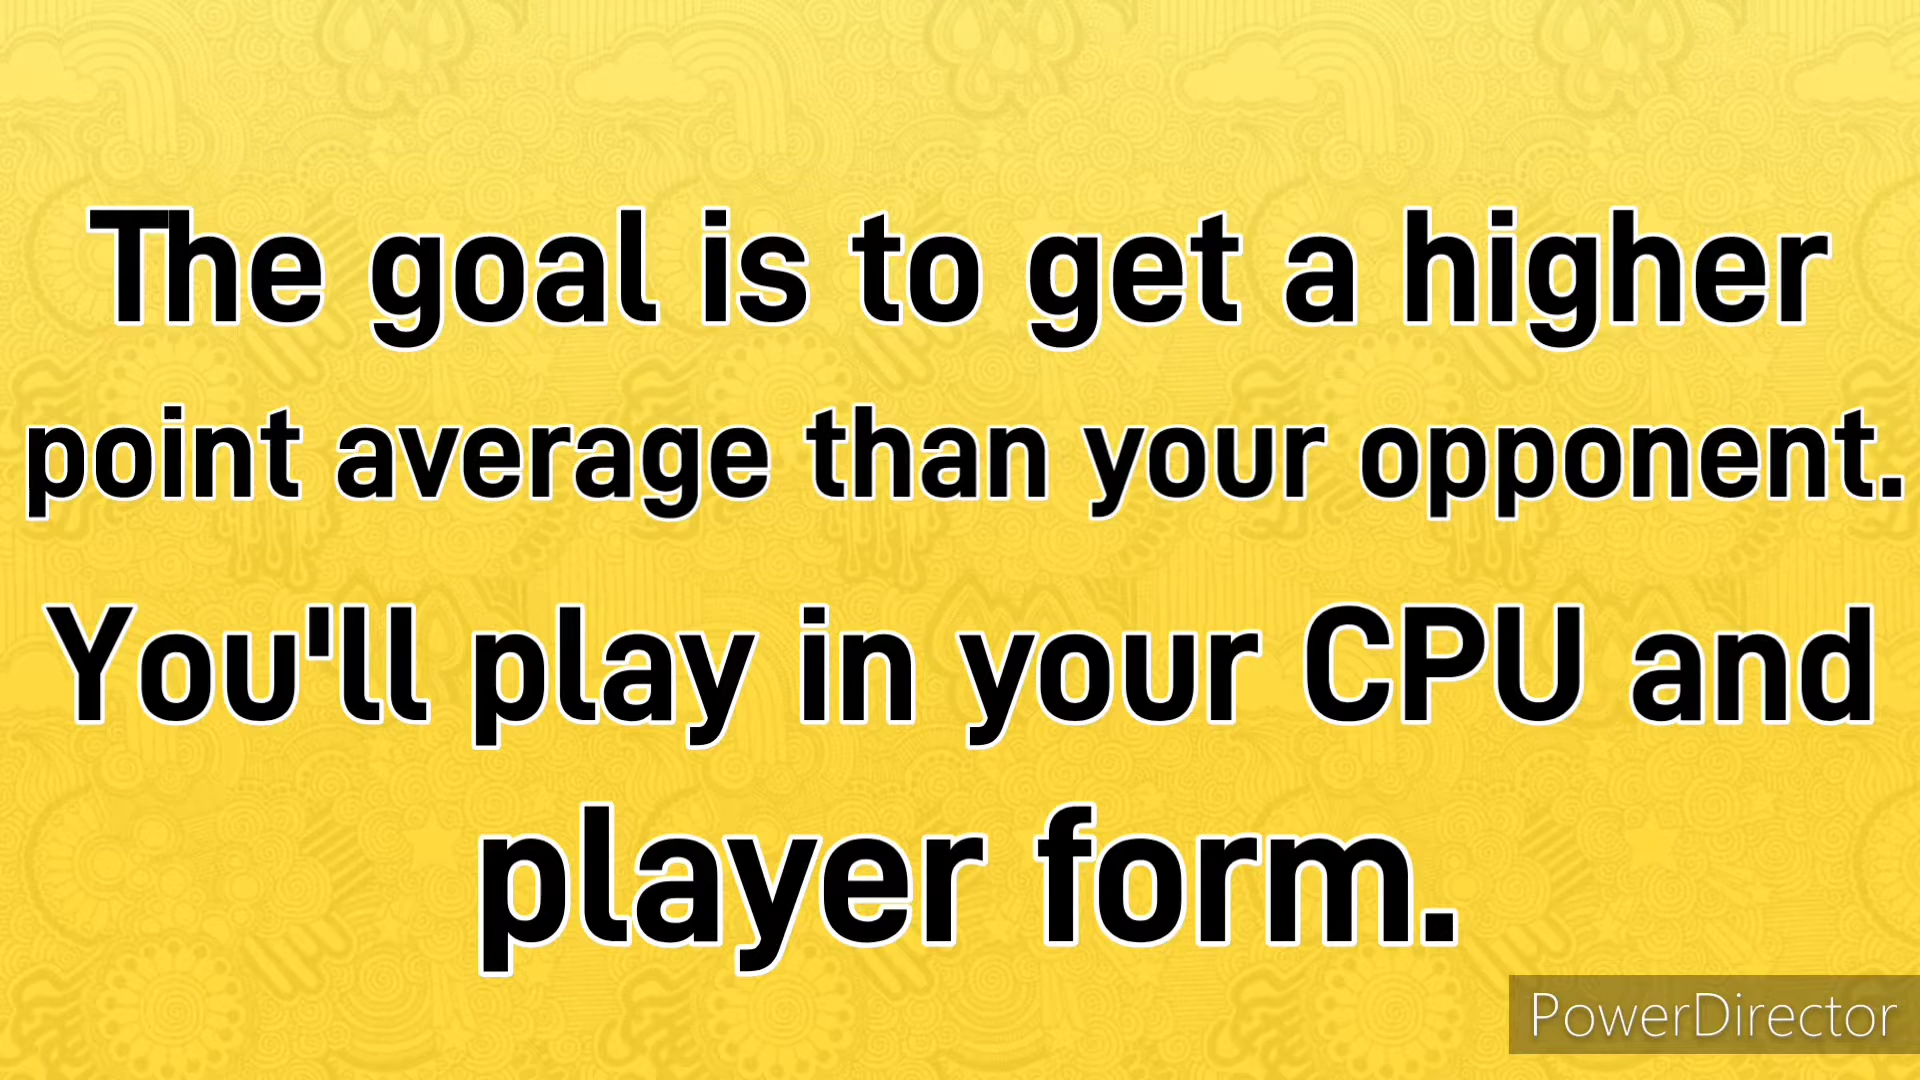 The goal is to get a higher
point average than your opponent.
You'll play in your CPU and
player form.
PowerDirector